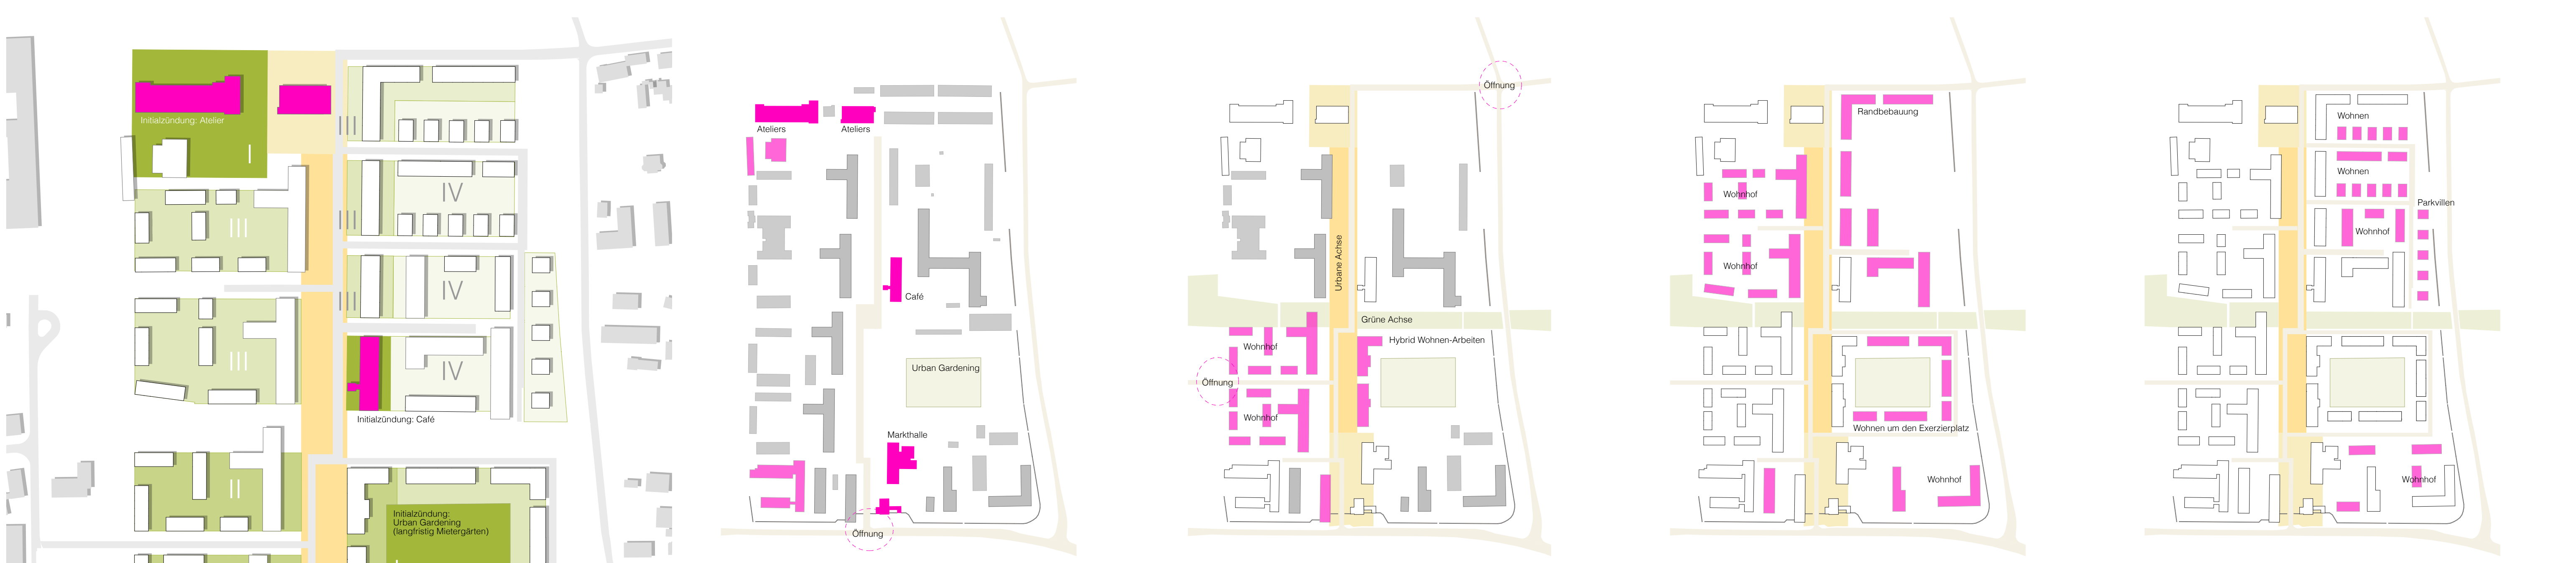 Initialzündung: Atelier
IV
IV
IV
Initialzündung: Café
Initialzündung:
Urban Gardening
(langfristig Mietergärten)
Ateliers
Ateliers
Café
Urban Gardening
Markthalle
Öffnung
Öffnung
Urbane Achse
Grüne Achse
Hybrid Wohnen-Arbeiten
Wohnhof
Öffnung
Wohnhof
Randbebauung
Wohnhof
Wohnhof
Wohnen um den Exerzierplatz
Wohnhof
Wohnen
Wohnen
Parkvillen
Wohnhof
Wohnhof